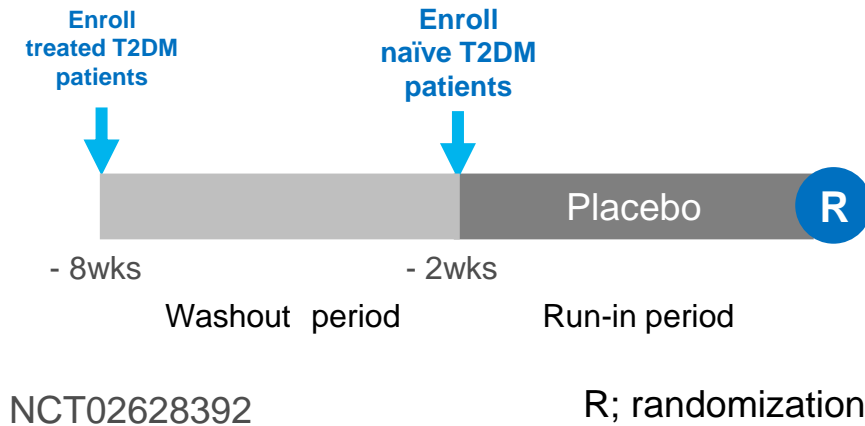 Enroll
treated T2DM
patients
Enroll
naïve T2DM
patients
Placebo
R
- 8wks
- 2wks
Washout period
Run-in period
NCT02628392
R; randomization